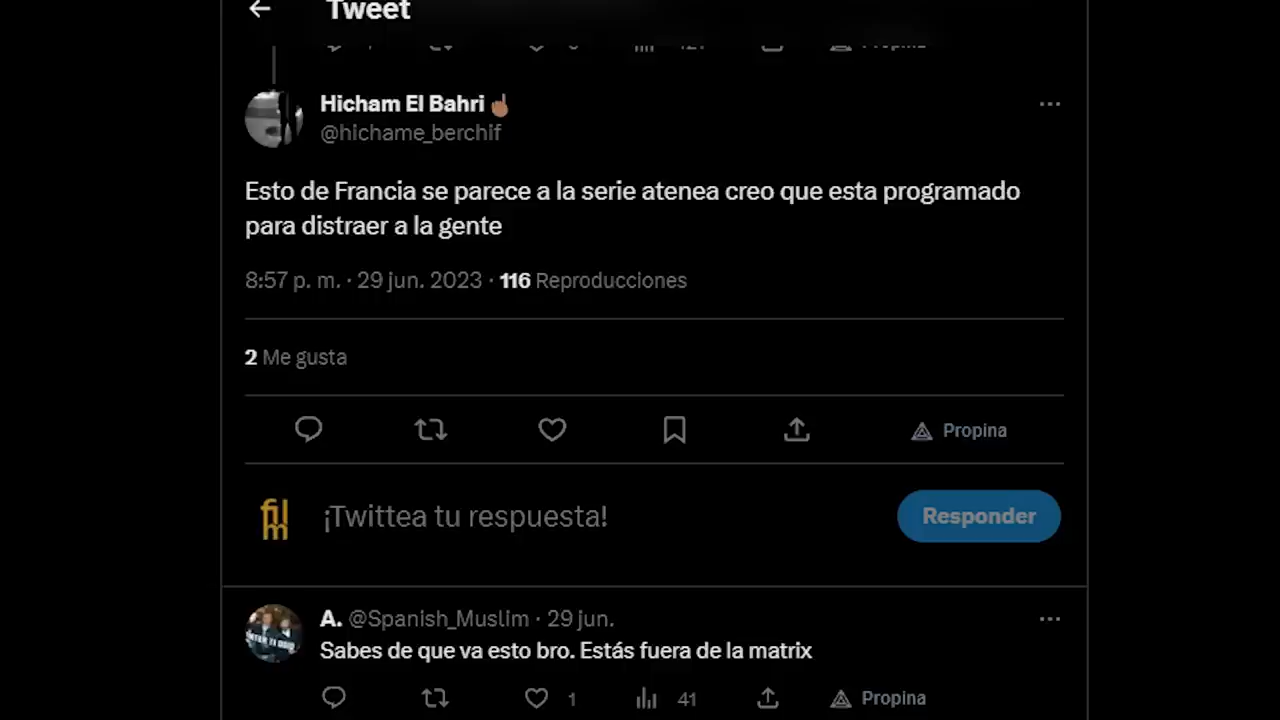 Tweet
Hicham El Bahri
@hichame_berchif
Esto de Francia se parece a la serie atenea creo que esta programado
para distraer a la gente
8:57 p. m. · 29 jun. 2023 · 116 Reproducciones
2 Me gusta
Propina
film
¡Twittea tu respuesta!
Responder
A. @Spanish_Muslim · 29 jun.
Sabes de que va esto bro. Estás fuera de la matrix
1 41 Propina